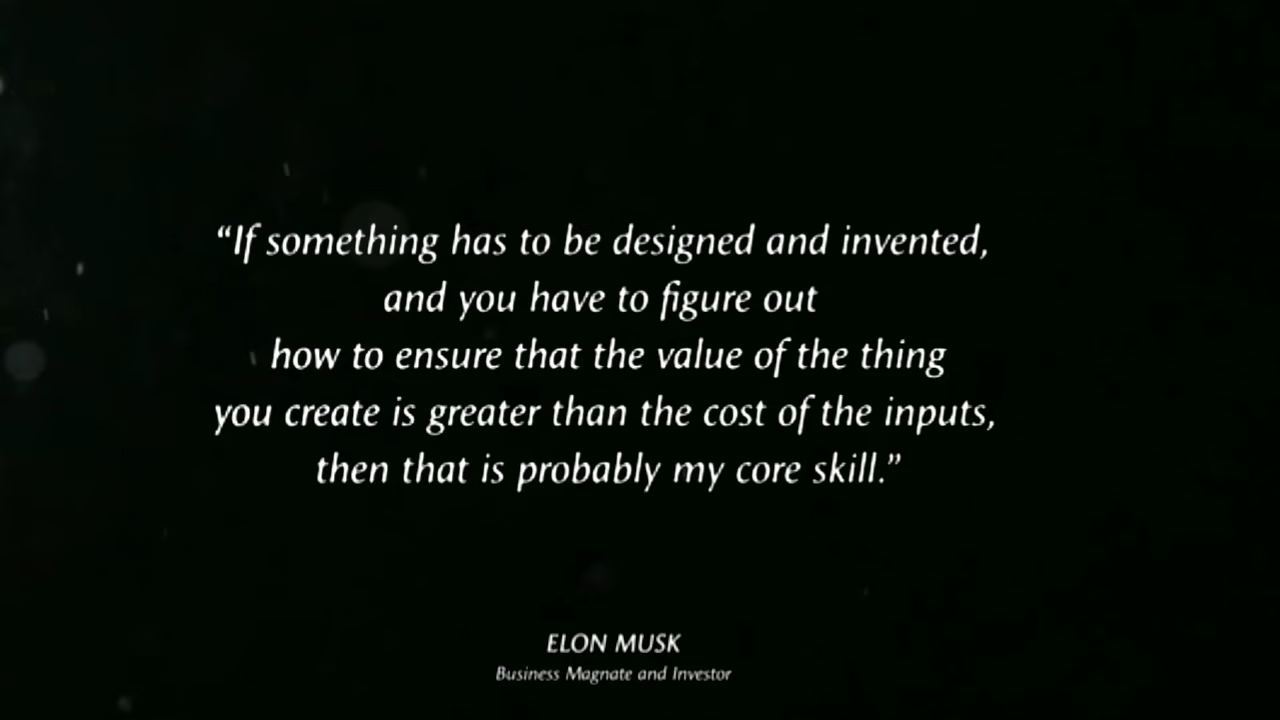 “If something has to be designed and invented,
and you have to figure out
how to ensure that the value of the thing
you create is greater than the cost of the inputs,
then that is probably my core skill.”
ELON MUSK
Business Magnate and Investor